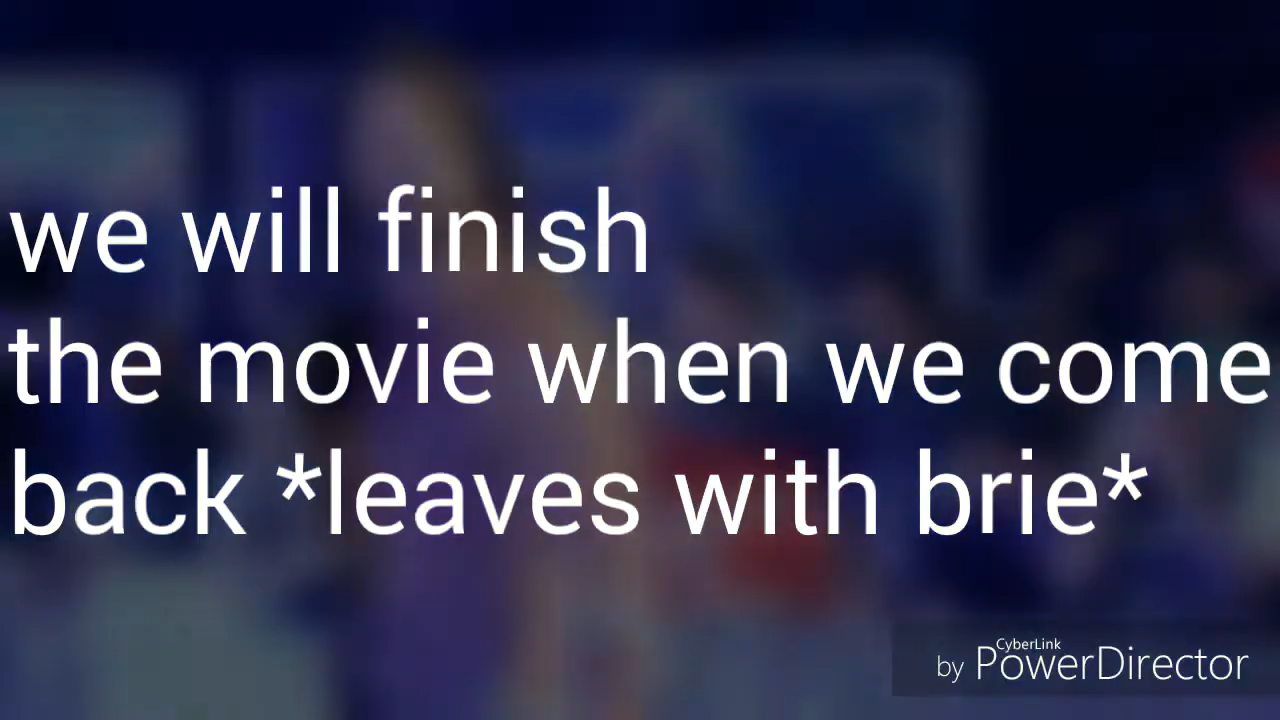 we will finish
the movie when we come
back *leaves with brie*
CyberLink
by PowerDirector